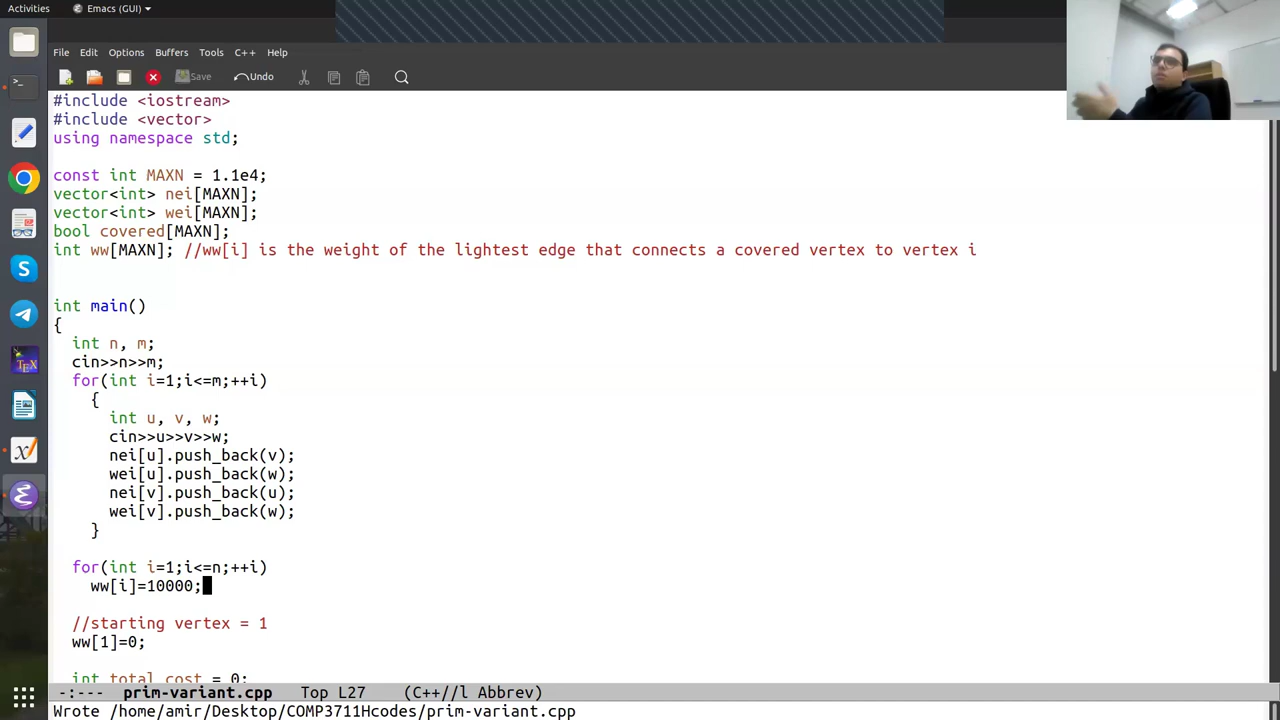 Activities
Emacs (GUI)
File Edit Options Buffers Tools C++ Help
Save Undo
#include <iostream>
#include <vector>
using namespace std;
const int MAXN = 1.1e4;
vector<int> nei[MAXN];
vector<int> wei[MAXN];
bool covered[MAXN];
int ww[MAXN]; //ww[i] is the weight of the lightest edge that connects a covered vertex to vertex i
int main()
{
int n, m;
cin>>n>>m;
for(int i=1;i<=m;++i)
{
int u, v, w;
cin>>u>>v>>w;
nei[u].push_back(v);
wei[u].push_back(w);
nei[v].push_back(u);
wei[v].push_back(w);
}
for(int i=1;i<=n;++i)
ww[i]=10000;
//starting vertex = 1
ww[1]=0;
int total_cost = 0;
-:--- prim-variant.cpp Top L27 (C++//l Abbrev)
Wrote /home/amir/Desktop/COMP3711Hcodes/prim-variant.cpp